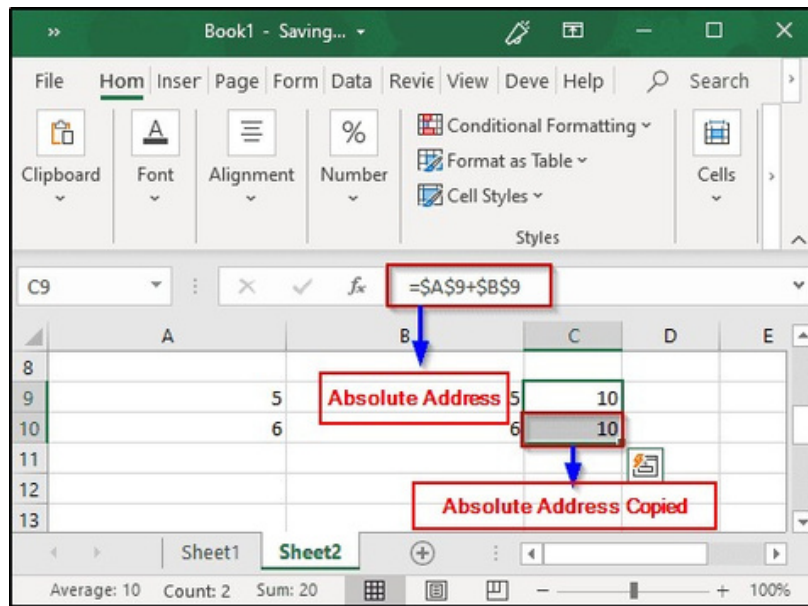 Book1 - Saving...
File Hom Inser Page Form Data Revie View Deve Help Search
Clipboard
Font
Alignment
%
Number
Conditional Formatting
Format as Table
Cell Styles
Styles
Cells
C9 fx =$A$9+$B$9
A B C D E
8
9 5 5 10
Absolute Address
10 6 6 10
11
12
Absolute Address Copied
13
Sheet1 Sheet2
Average: 10 Count: 2 Sum: 20 100%